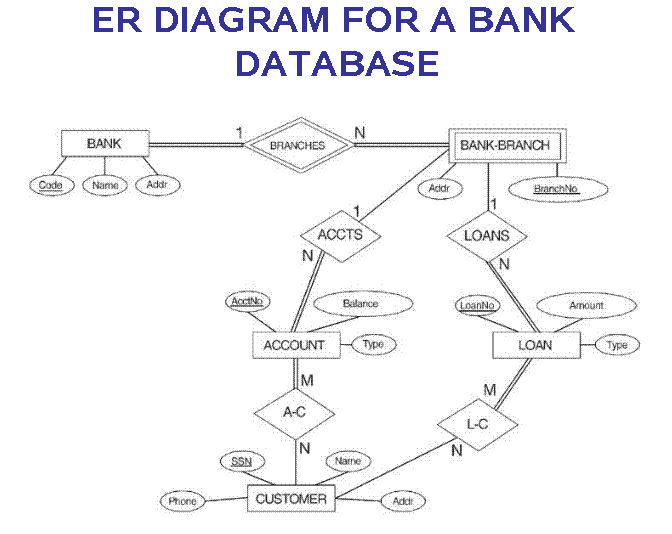 ER DIAGRAM FOR A BANK
DATABASE
1
N
BANK
BRANCHES
BANK-BRANCH
Code
Name
Addr
Addr
BranchNo
1
1
ACCTS
LOANS
N
N
AcctNo
Balance
LoanNo
Amount
ACCOUNT
Type
LOAN
Type
M
M
A-C
L-C
N
N
SSN
Name
Phone
CUSTOMER
Addr